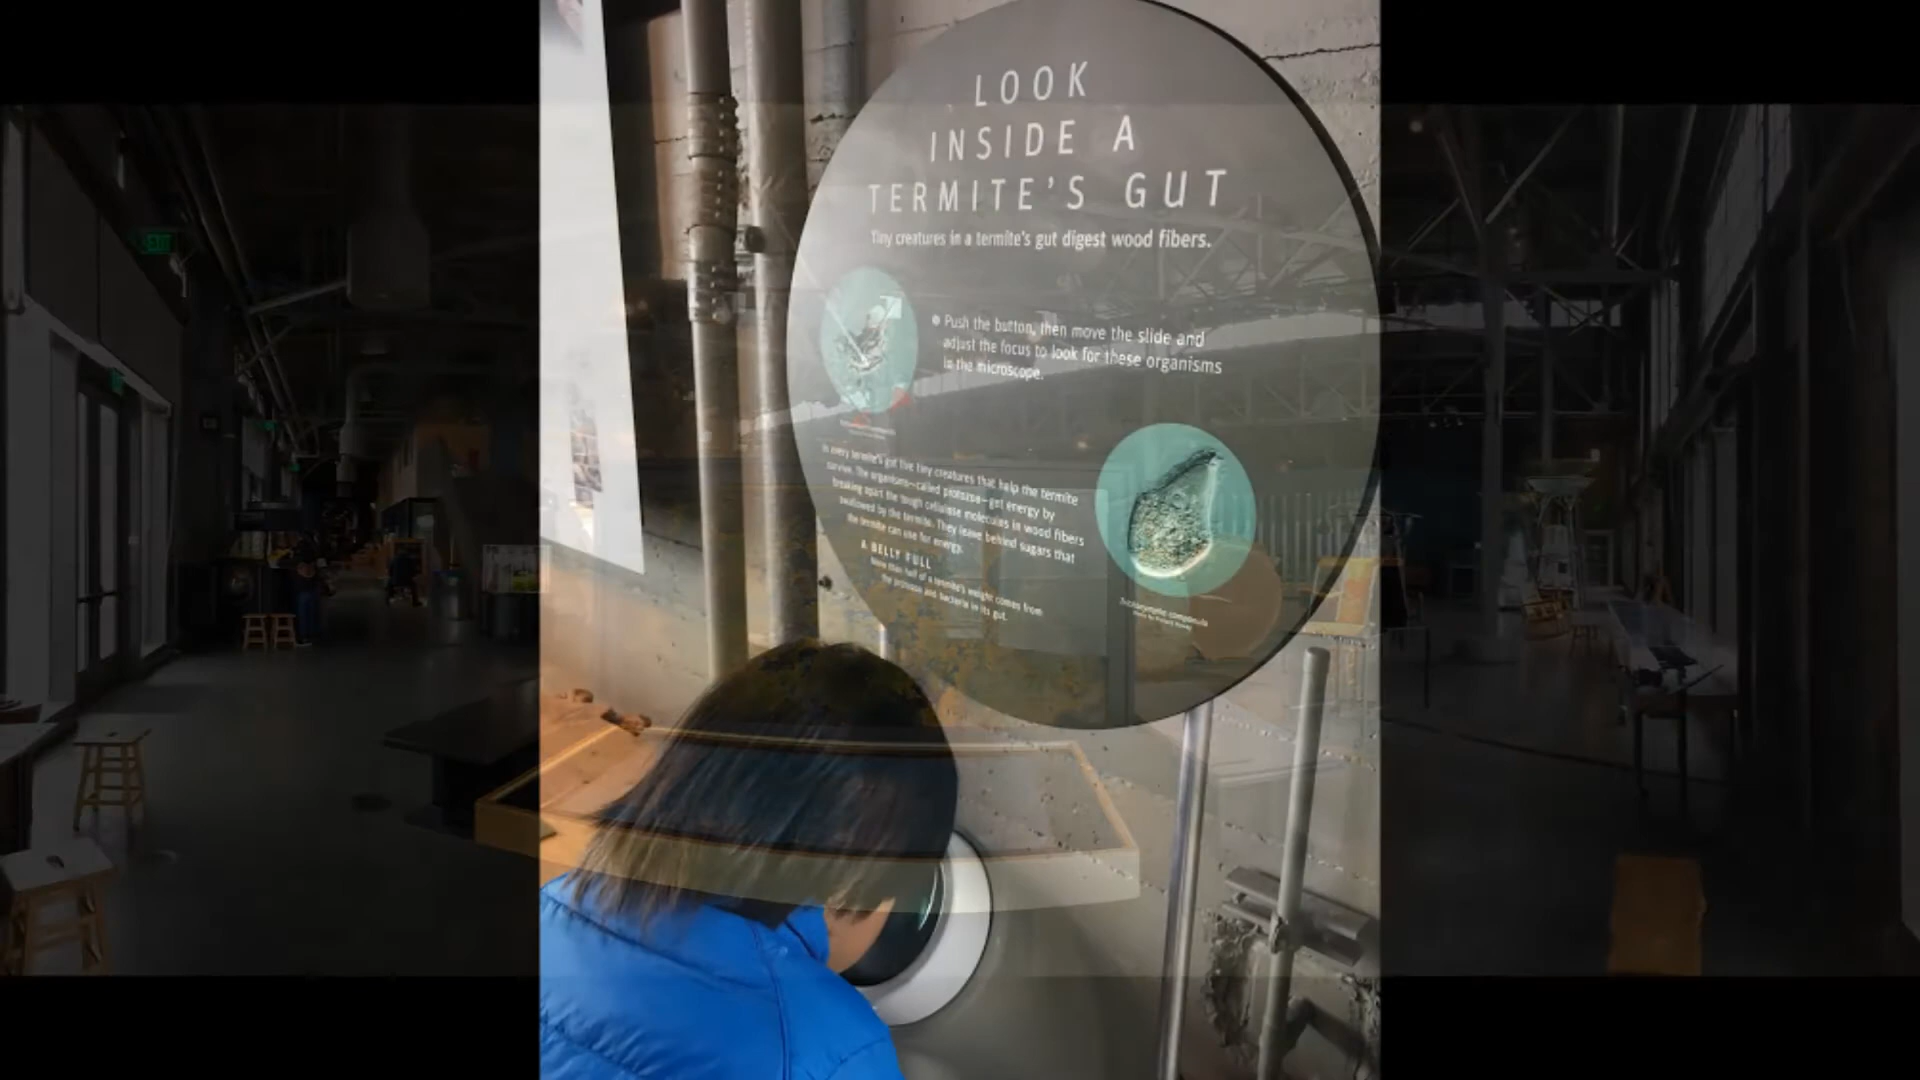 LOOK
INSIDE A
TERMITE'S GUT
Tiny creatures in a termite's gut digest wood fibers.
Push the button, then move the slide and
adjust the focus to look for these organisms
in the microscope.
In every termite's gut live tiny creatures that help the termite
survive. The organisms—called protozoa—get energy by
breaking apart the tough cellulose molecules in wood fibers
swallowed by the termite. They leave behind sugars that
the termite can use for energy.
A BELLY FULL
More than half of a termite's weight comes from
the protozoa and bacteria in its gut.
EXIT